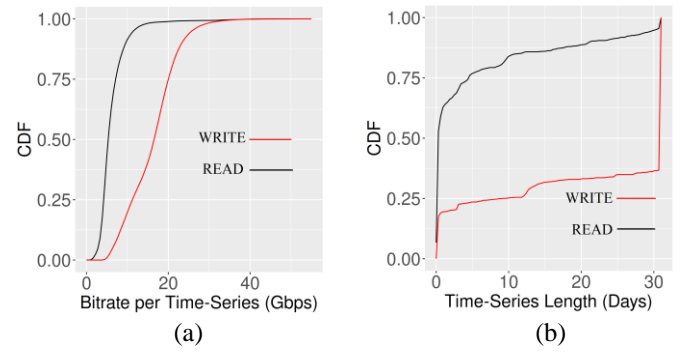 1.00
0.75
0.50
0.25
0.00
CDF
WRITE
READ
0
20
40
Bitrate per Time-Series (Gbps)
(a)
1.00
0.75
0.50
0.25
0.00
CDF
WRITE
READ
0
10
20
30
Time-Series Length (Days)
(b)